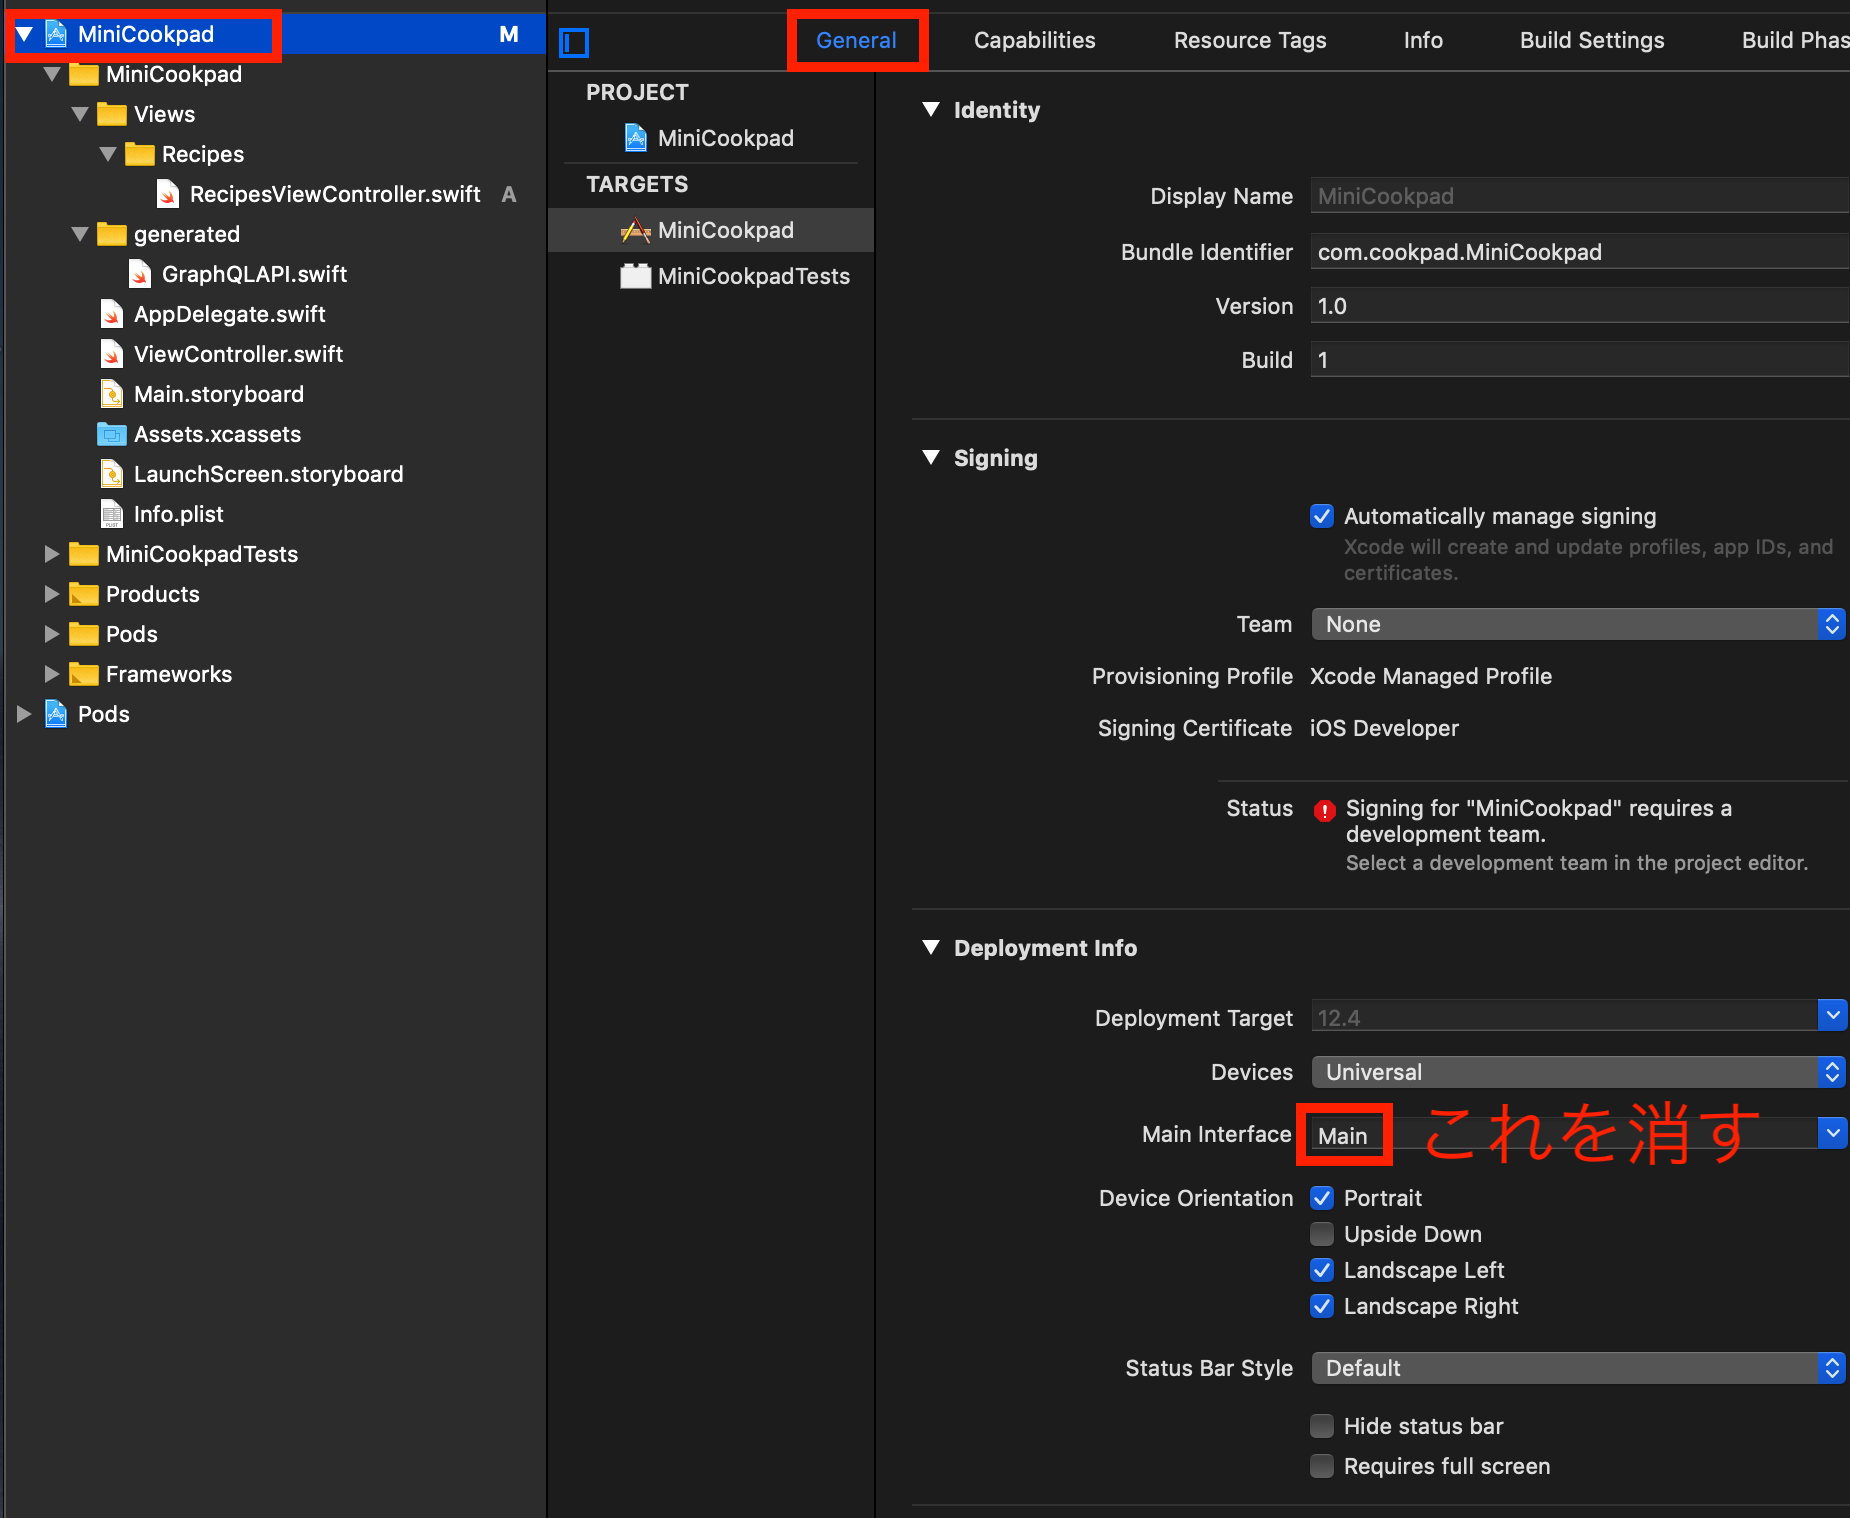 MiniCookpad M
MiniCookpad
Views
Recipes
RecipesViewController.swift A
generated
GraphQLAPI.swift
AppDelegate.swift
ViewController.swift
Main.storyboard
Assets.xcassets
LaunchScreen.storyboard
Info.plist
MiniCookpadTests
Products
Pods
Frameworks
Pods
General Capabilities Resource Tags Info Build Settings Build Phas
PROJECT
MiniCookpad
TARGETS
MiniCookpad
MiniCookpadTests
Identity
Display Name MiniCookpad
Bundle Identifier com.cookpad.MiniCookpad
Version 1.0
Build 1
Signing
Automatically manage signing
Xcode will create and update profiles, app IDs, and
certificates.
Team None
Provisioning Profile Xcode Managed Profile
Signing Certificate iOS Developer
Status Signing for "MiniCookpad" requires a
development team.
Select a development team in the project editor.
Deployment Info
Deployment Target 12.4
Devices Universal
Main Interface Main これを消す
Device Orientation Portrait
Upside Down
Landscape Left
Landscape Right
Status Bar Style Default
Hide status bar
Requires full screen